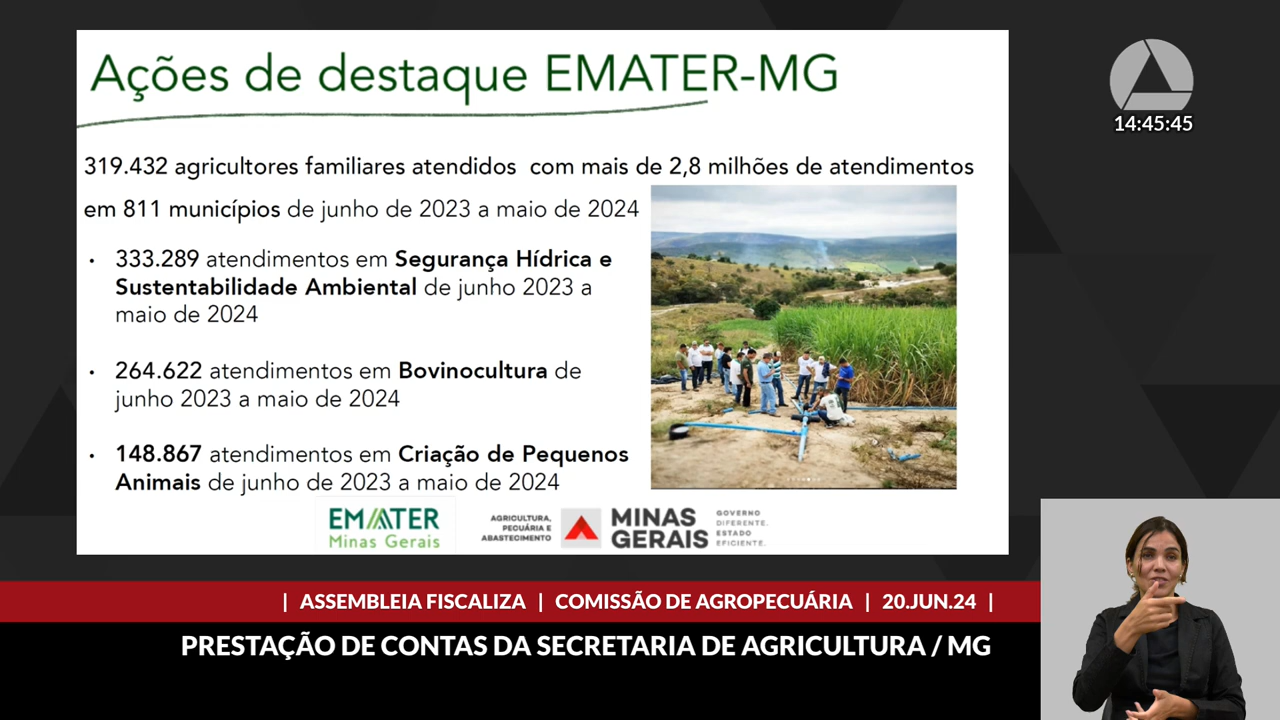 Ações de destaque EMATER-MG
14:45:45
319.432 agricultores familiares atendidos com mais de 2,8 milhões de atendimentos
em 811 municípios de junho de 2023 a maio de 2024
• 333.289 atendimentos em Segurança Hídrica e
Sustentabilidade Ambiental de junho 2023 a
maio de 2024
• 264.622 atendimentos em Bovinocultura de
junho 2023 a maio de 2024
• 148.867 atendimentos em Criação de Pequenos
Animais de junho de 2023 a maio de 2024
EMATER
Minas Gerais
AGRICULTURA,
PECUÁRIA E
ABASTECIMENTO
MINAS
GERAIS
GOVERNO
DIFERENTE.
ESTADO
EFICIENTE.
| ASSEMBLEIA FISCALIZA | COMISSÃO DE AGROPECUÁRIA | 20.JUN.24 |
PRESTAÇÃO DE CONTAS DA SECRETARIA DE AGRICULTURA / MG